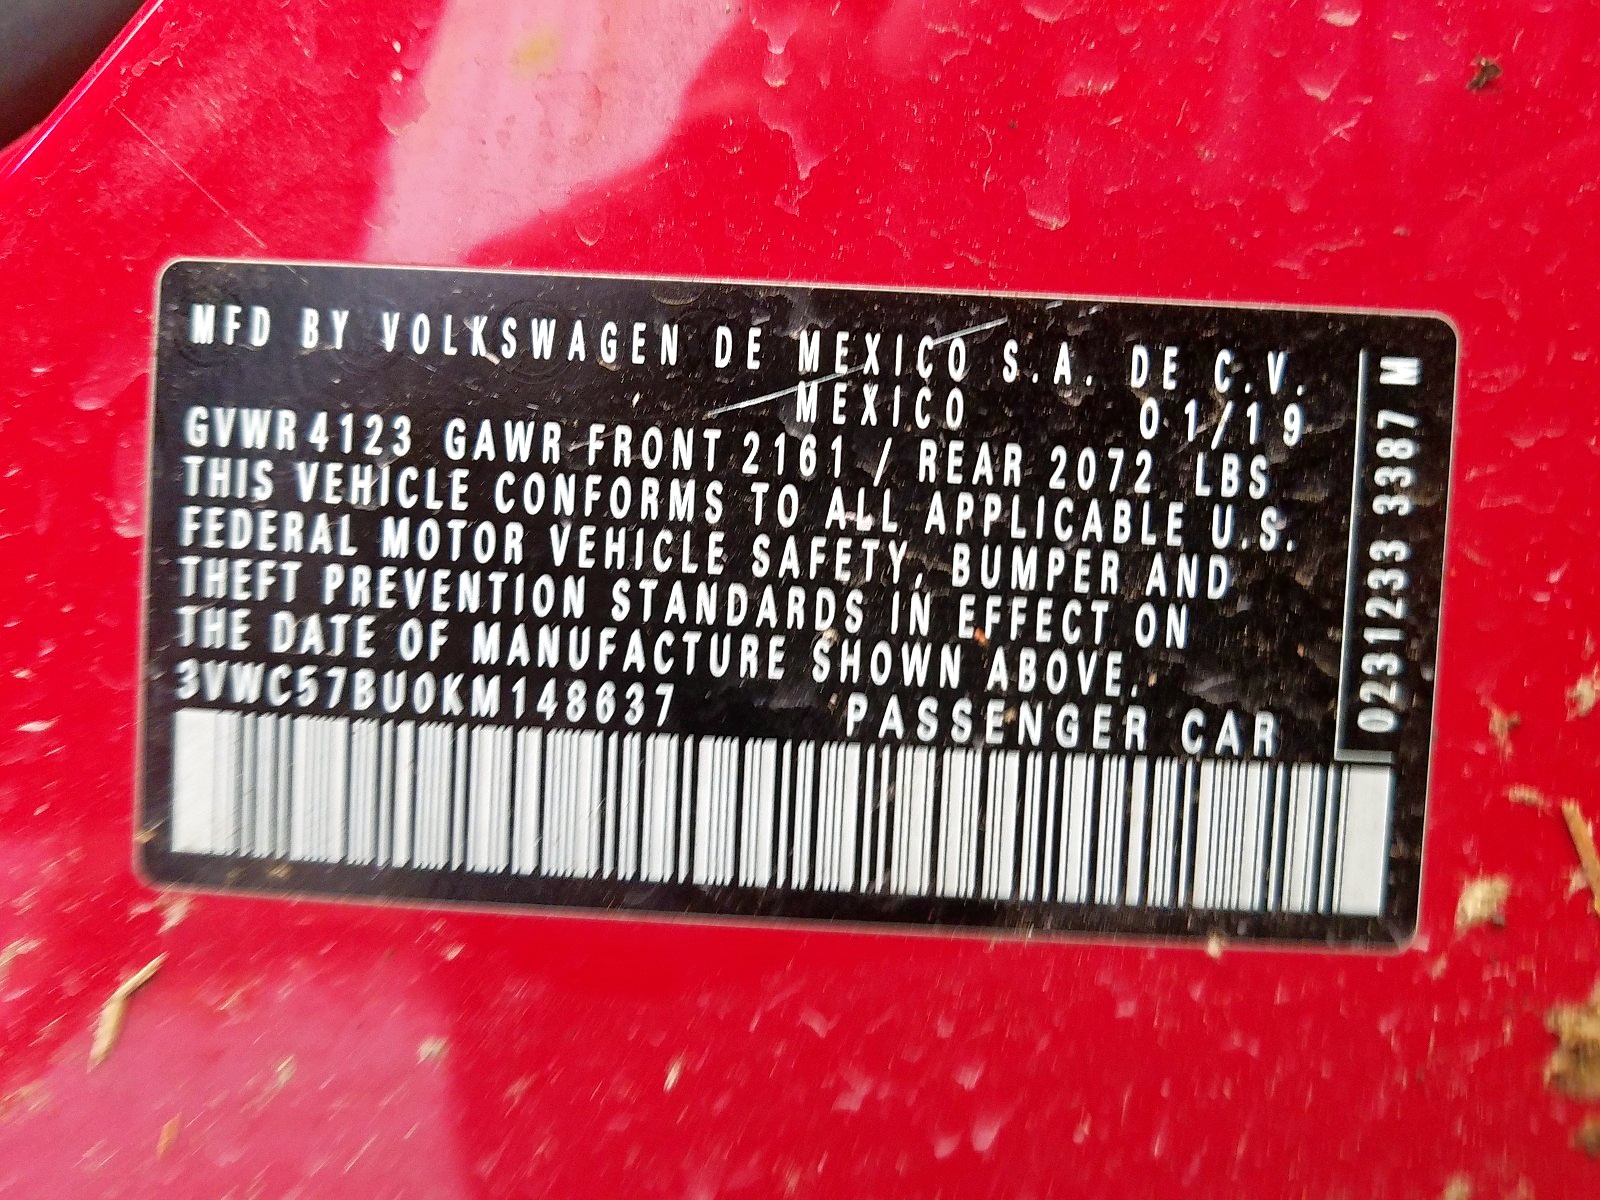 MFD BY VOLKSWAGEN DE MEXICO S.A. DE C.V.
MEXICO 01/19
GVWR 4123 GAWR FRONT 2161 / REAR 2072 LBS
THIS VEHICLE CONFORMS TO ALL APPLICABLE U.S.
FEDERAL MOTOR VEHICLE SAFETY, BUMPER AND
THEFT PREVENTION STANDARDS IN EFFECT ON
THE DATE OF MANUFACTURE SHOWN ABOVE.
3VWC57BU0KM148637 PASSENGER CAR
0231233 3387 M